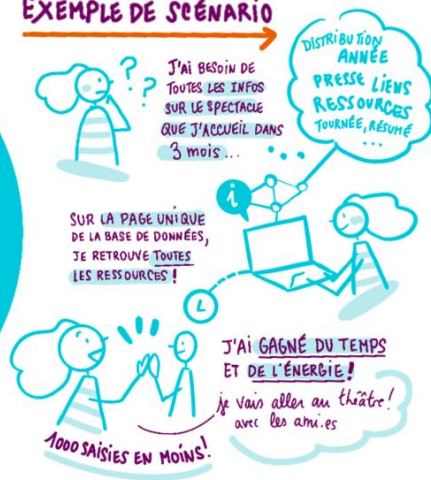 EXEMPLE DE SCÉNARIO
? ?
J'AI BESOIN DE
TOUTES LES INFOS
SUR LE SPECTACLE
QUE J'ACCUEIL DANS
3 MOIS...
DISTRIBUTION
ANNÉE
PRESSE LIENS
RESSOURCES
TOURNÉE, RÉSUMÉ
...
i
SUR LA PAGE UNIQUE
DE LA BASE DE DONNÉES,
JE RETROUVE TOUTES
LES RESSOURCES !
L
J'AI GAGNÉ DU TEMPS
ET DE L'ÉNERGIE !
je vais aller au théâtre !
avec les ami.es
1000 SAISIES EN MOINS !